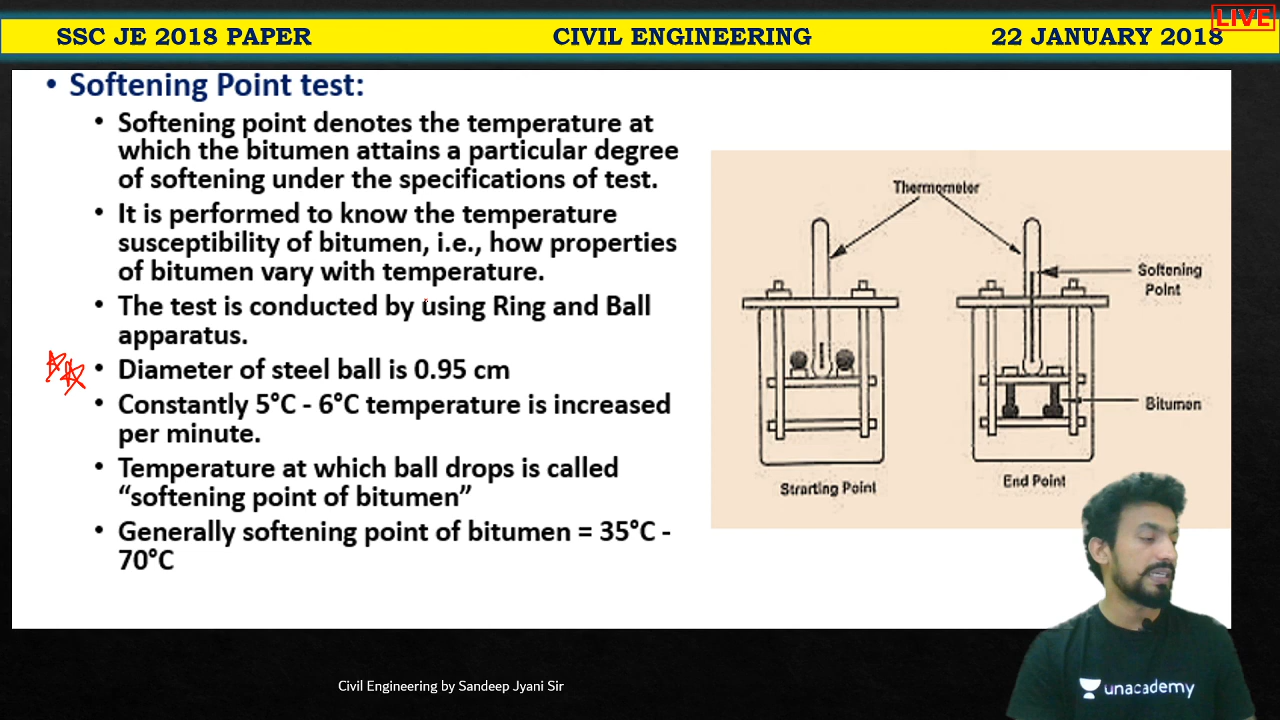 LIVE
SSC JE 2018 PAPER CIVIL ENGINEERING 22 JANUARY 2018
• Softening Point test:
• Softening point denotes the temperature at
which the bitumen attains a particular degree
of softening under the specifications of test.
• It is performed to know the temperature
susceptibility of bitumen, i.e., how properties
of bitumen vary with temperature.
• The test is conducted by using Ring and Ball
apparatus.
• Diameter of steel ball is 0.95 cm
• Constantly 5°C - 6°C temperature is increased
per minute.
• Temperature at which ball drops is called
“softening point of bitumen”
• Generally softening point of bitumen = 35°C -
70°C
Thermometer
Softening
Point
Bitumen
Strarting Point
End Point
unacademy
Civil Engineering by Sandeep Jyani Sir